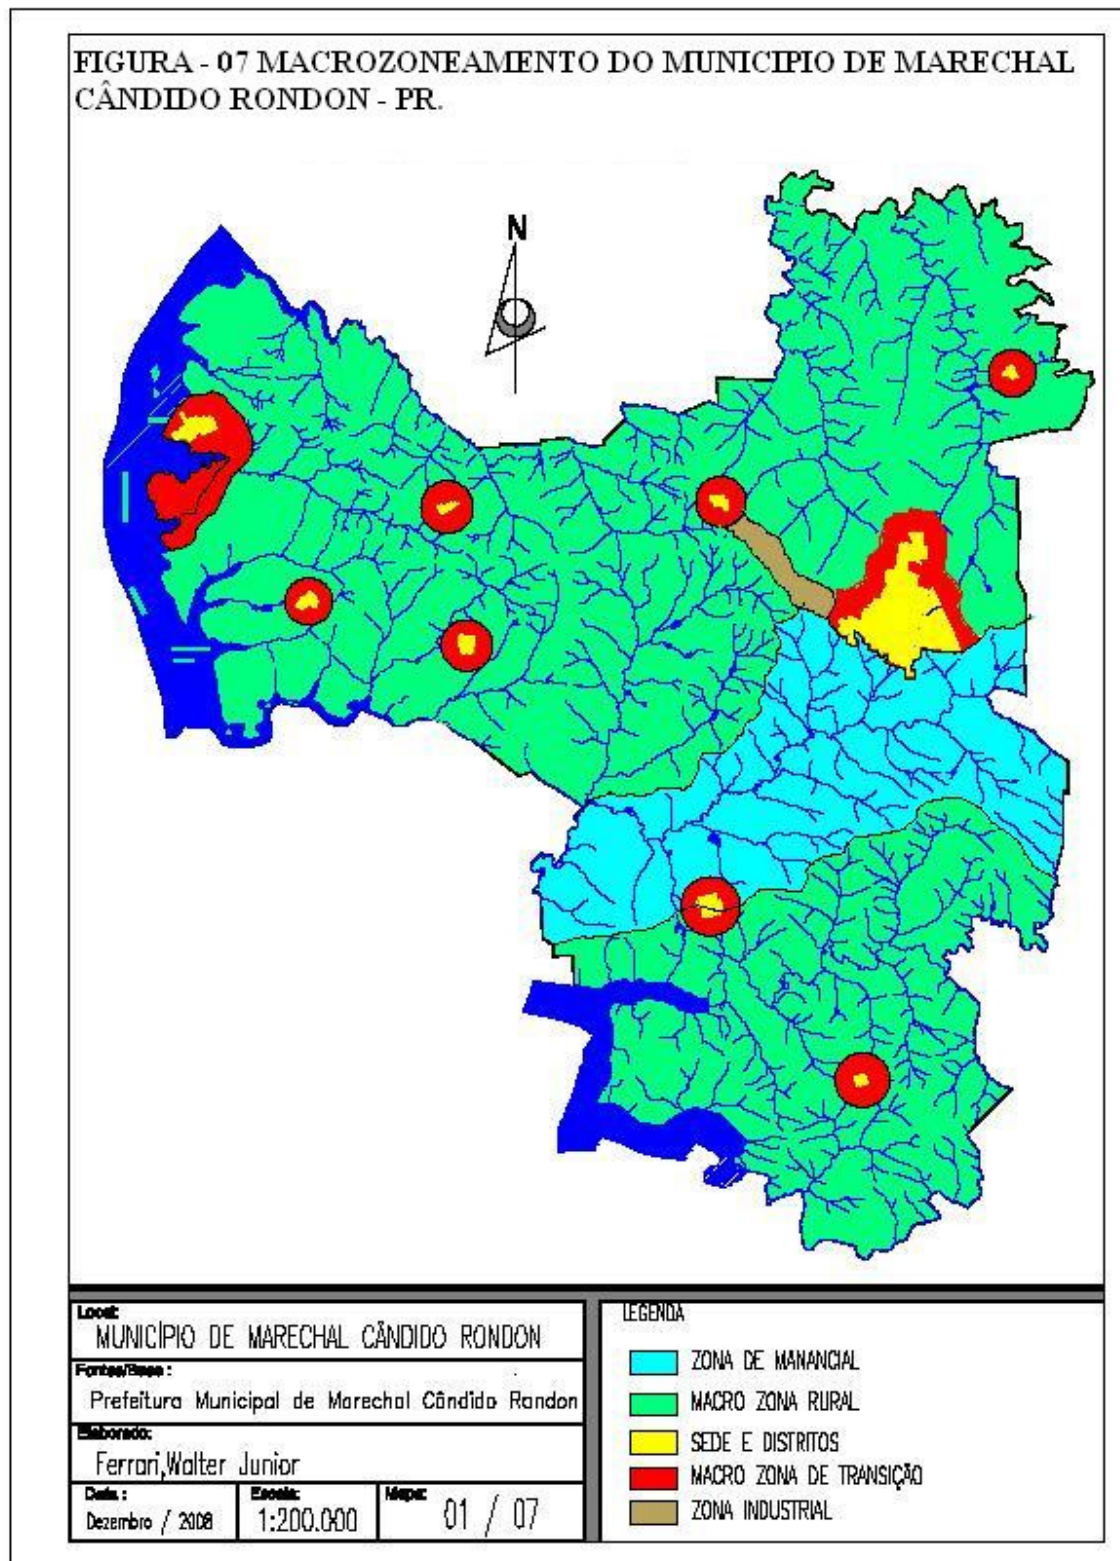 FIGURA - 07 MACROZONEAMENTO DO MUNICIPIO DE MARECHAL
CÂNDIDO RONDON - PR.
N
Local:
MUNICÍPIO DE MARECHAL CÂNDIDO RONDON
Fontes/Base :
Prefeitura Municipal de Marechal Cândido Rondon
Elaborado:
Ferrari,Walter Junior
Data :
Dezembro / 2008
Escala:
1:200.000
Mapa:
01 / 07
LEGENDA
ZONA DE MANANCIAL
MACRO ZONA RURAL
SEDE E DISTRITOS
MACRO ZONA DE TRANSIÇÃO
ZONA INDUSTRIAL